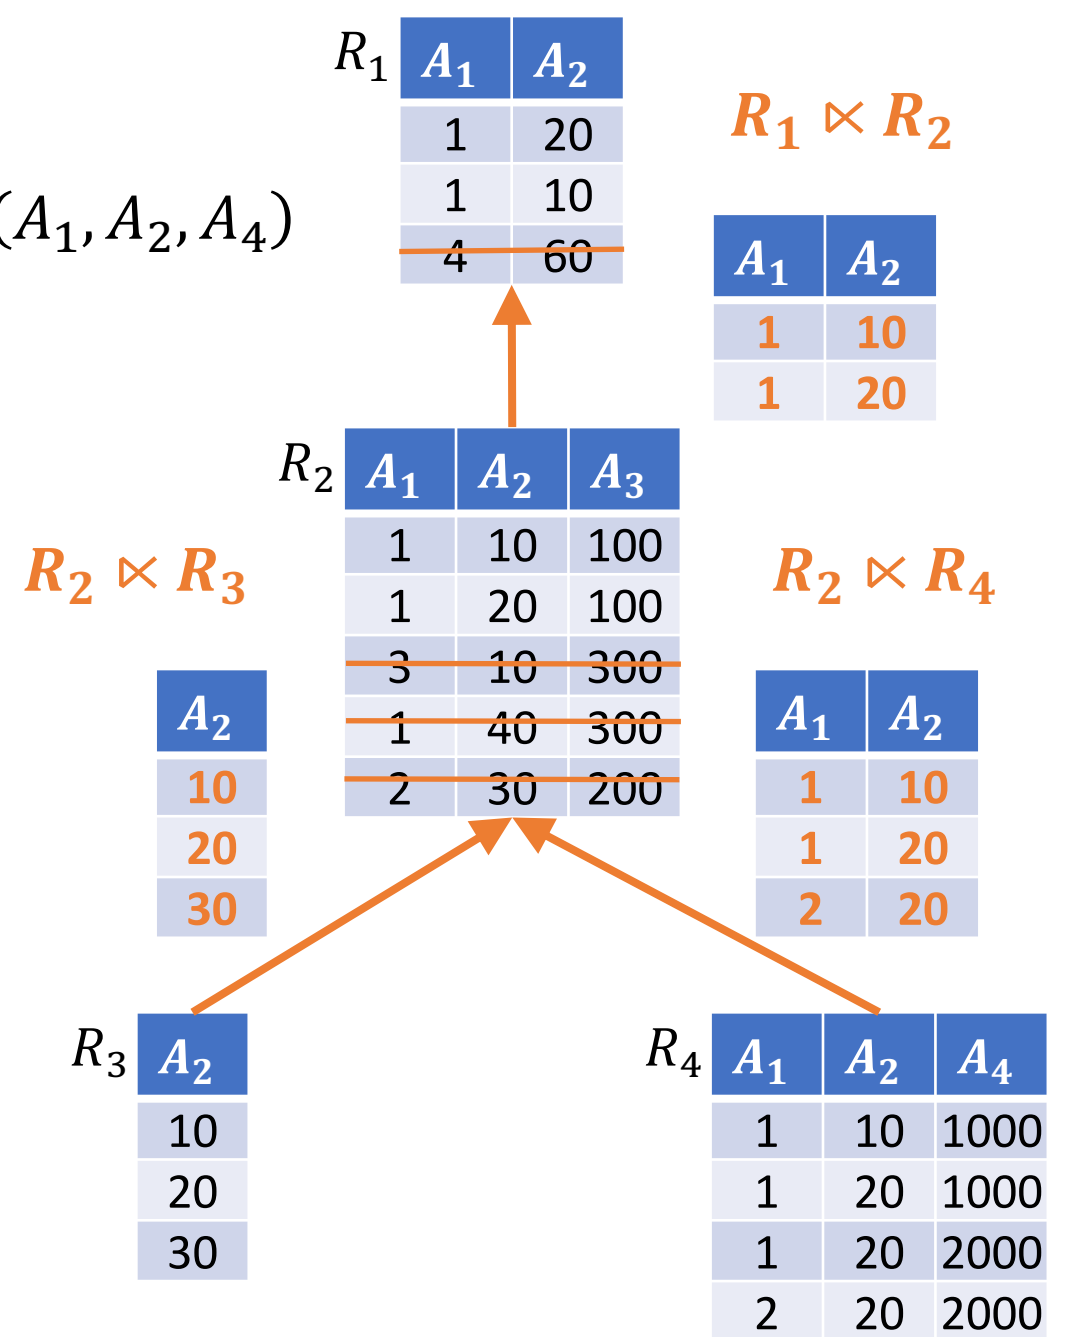 R₁ A₁ A₂
1 20
1 10
4 60
R₁ ⋉ R₂
(A₁, A₂, A₄)
A₁ A₂
1 10
1 20
R₂ A₁ A₂ A₃
1 10 100
1 20 100
3 10 300
1 40 300
2 30 200
R₂ ⋉ R₃
A₂
10
20
30
R₂ ⋉ R₄
A₁ A₂
1 10
1 20
2 20
R₃ A₂
10
20
30
R₄ A₁ A₂ A₄
1 10 1000
1 20 1000
1 20 2000
2 20 2000